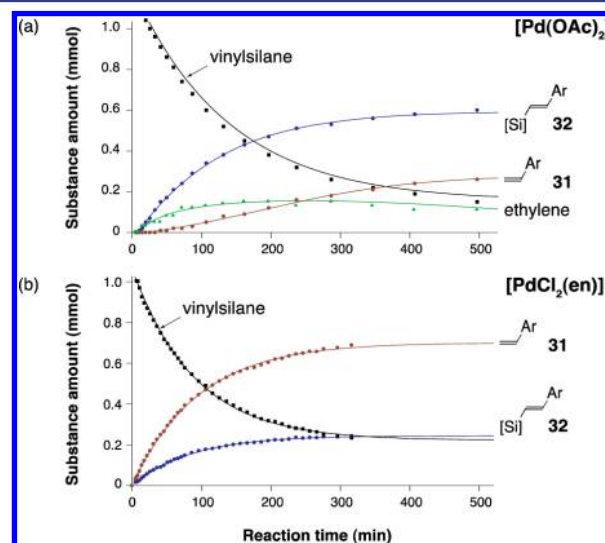 (a)
[Pd(OAc)2
Substance amount (mmol)
1.0
0.8
0.6
0.4
0.2
0
vinylsilane
Ar
[Si] 32
Ar
31
ethylene
0 100 200 300 400 500
(b)
[PdCl2(en)]
Substance amount (mmol)
1.0
0.8
0.6
0.4
0.2
0
vinylsilane
Ar
31
Ar
[Si] 32
0 100 200 300 400 500
Reaction time (min)